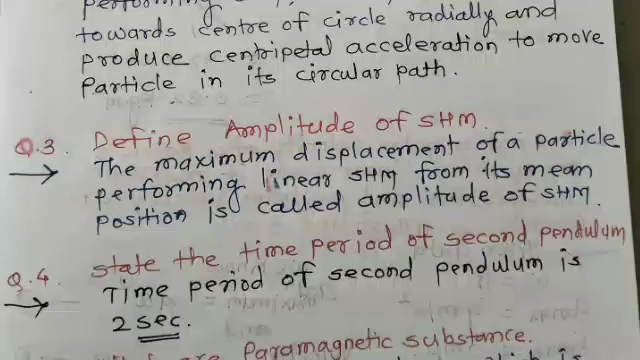 performing
towards centre of circle radially and
produce centripetal acceleration to move
Particle in its circular path.
Q.3. Define Amplitude of SHM.
→ The maximum displacement of a particle
performing linear SHM from its mean
position is called amplitude of SHM.
Q.4. State the time period of second pendulum
→ Time period of second pendulum is
2 sec.
are Paramagnetic substance.